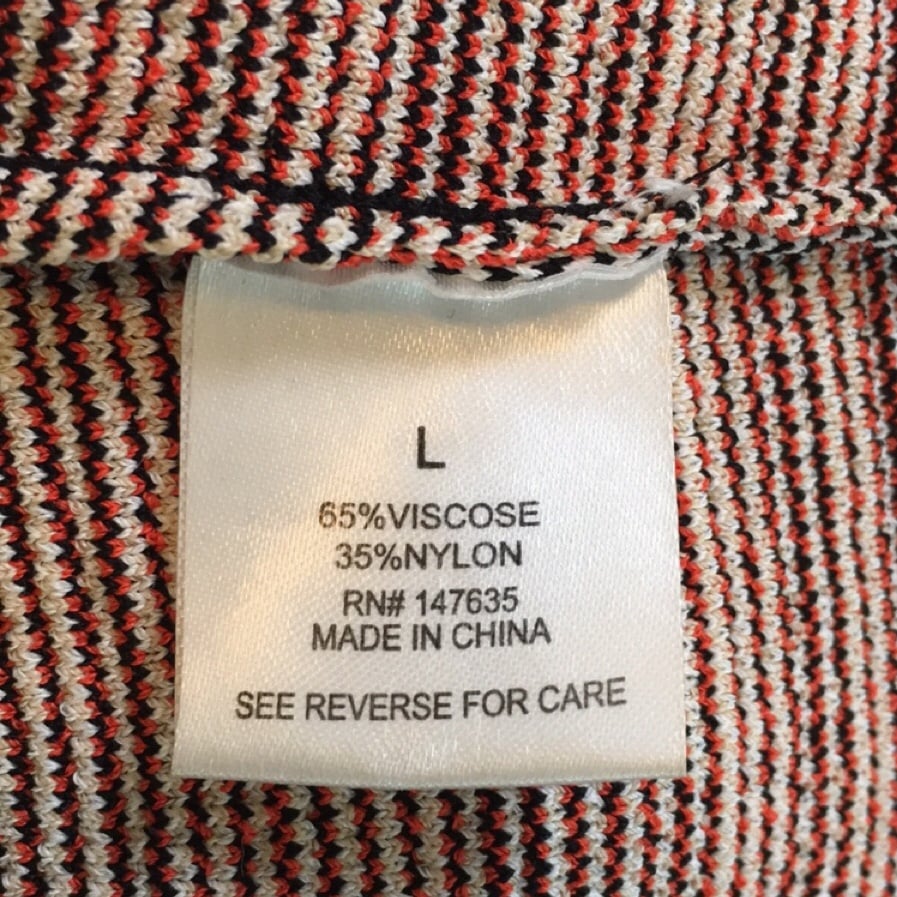 L
65%VISCOSE
35%NYLON
RN# 147635
MADE IN CHINA
SEE REVERSE FOR CARE